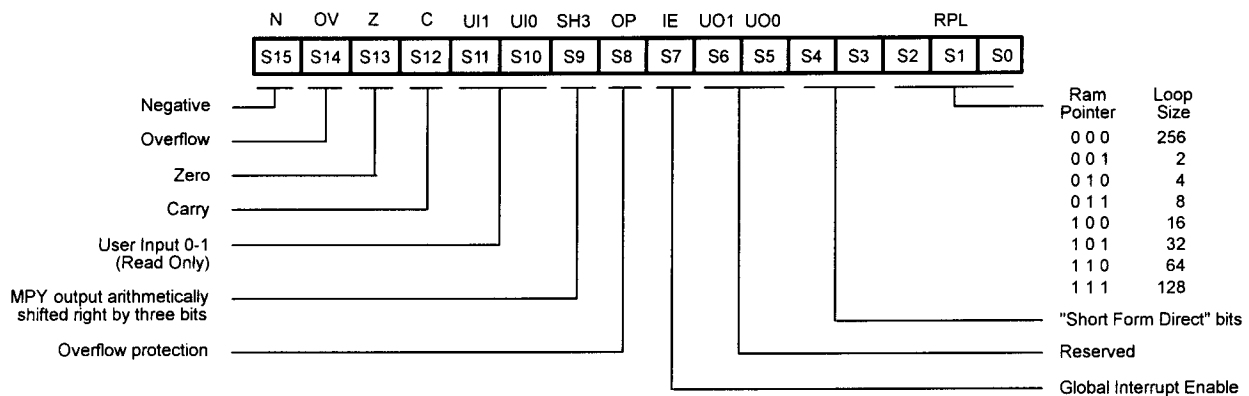 N OV Z C UI1 UI0 SH3 OP IE UO1 UO0 RPL
S15 S14 S13 S12 S11 S10 S9 S8 S7 S6 S5 S4 S3 S2 S1 S0
Negative
Overflow
Zero
Carry
User Input 0-1
(Read Only)
MPY output arithmetically
shifted right by three bits
Overflow protection
Ram Loop
Pointer Size
0 0 0 256
0 0 1 2
0 1 0 4
0 1 1 8
1 0 0 16
1 0 1 32
1 1 0 64
1 1 1 128
"Short Form Direct" bits
Reserved
Global Interrupt Enable